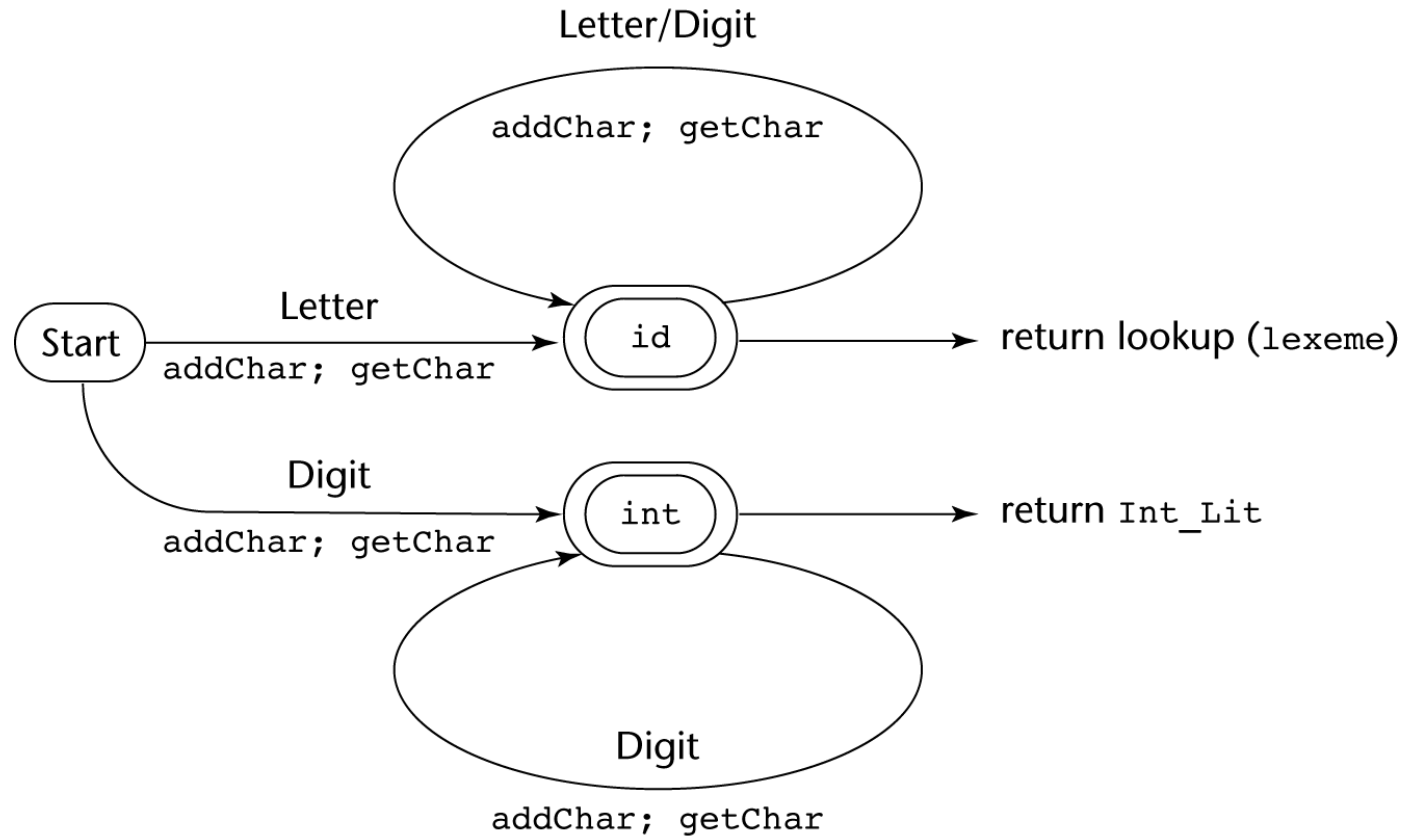 Letter/Digit
addChar; getChar
Letter
Start
id
return lookup (lexeme)
addChar; getChar
Digit
int
return Int_Lit
addChar; getChar
Digit
addChar; getChar